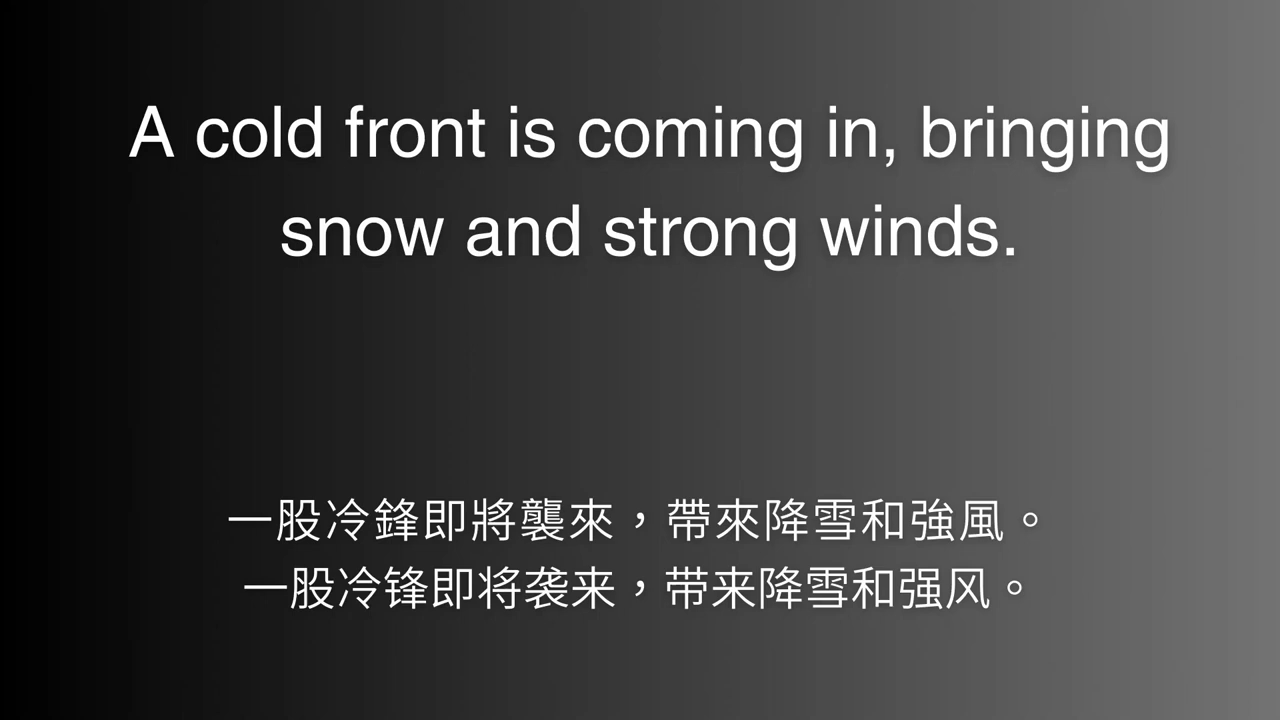 A cold front is coming in, bringing
snow and strong winds.
一股冷鋒即將襲來，帶來降雪和強風。
一股冷锋即将袭来，带来降雪和强风。